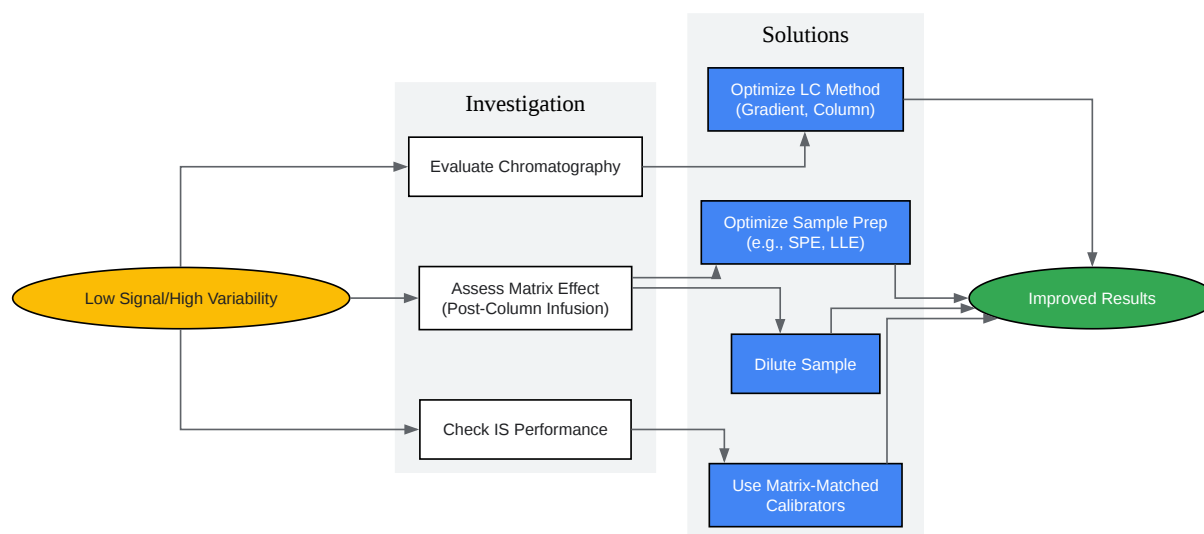 Solutions
Investigation
Optimize LC Method
(Gradient, Column)
Evaluate Chromatography
Optimize Sample Prep
(e.g., SPE, LLE)
Low Signal/High Variability
Assess Matrix Effect
(Post-Column Infusion)
Improved Results
Dilute Sample
Check IS Performance
Use Matrix-Matched
Calibrators